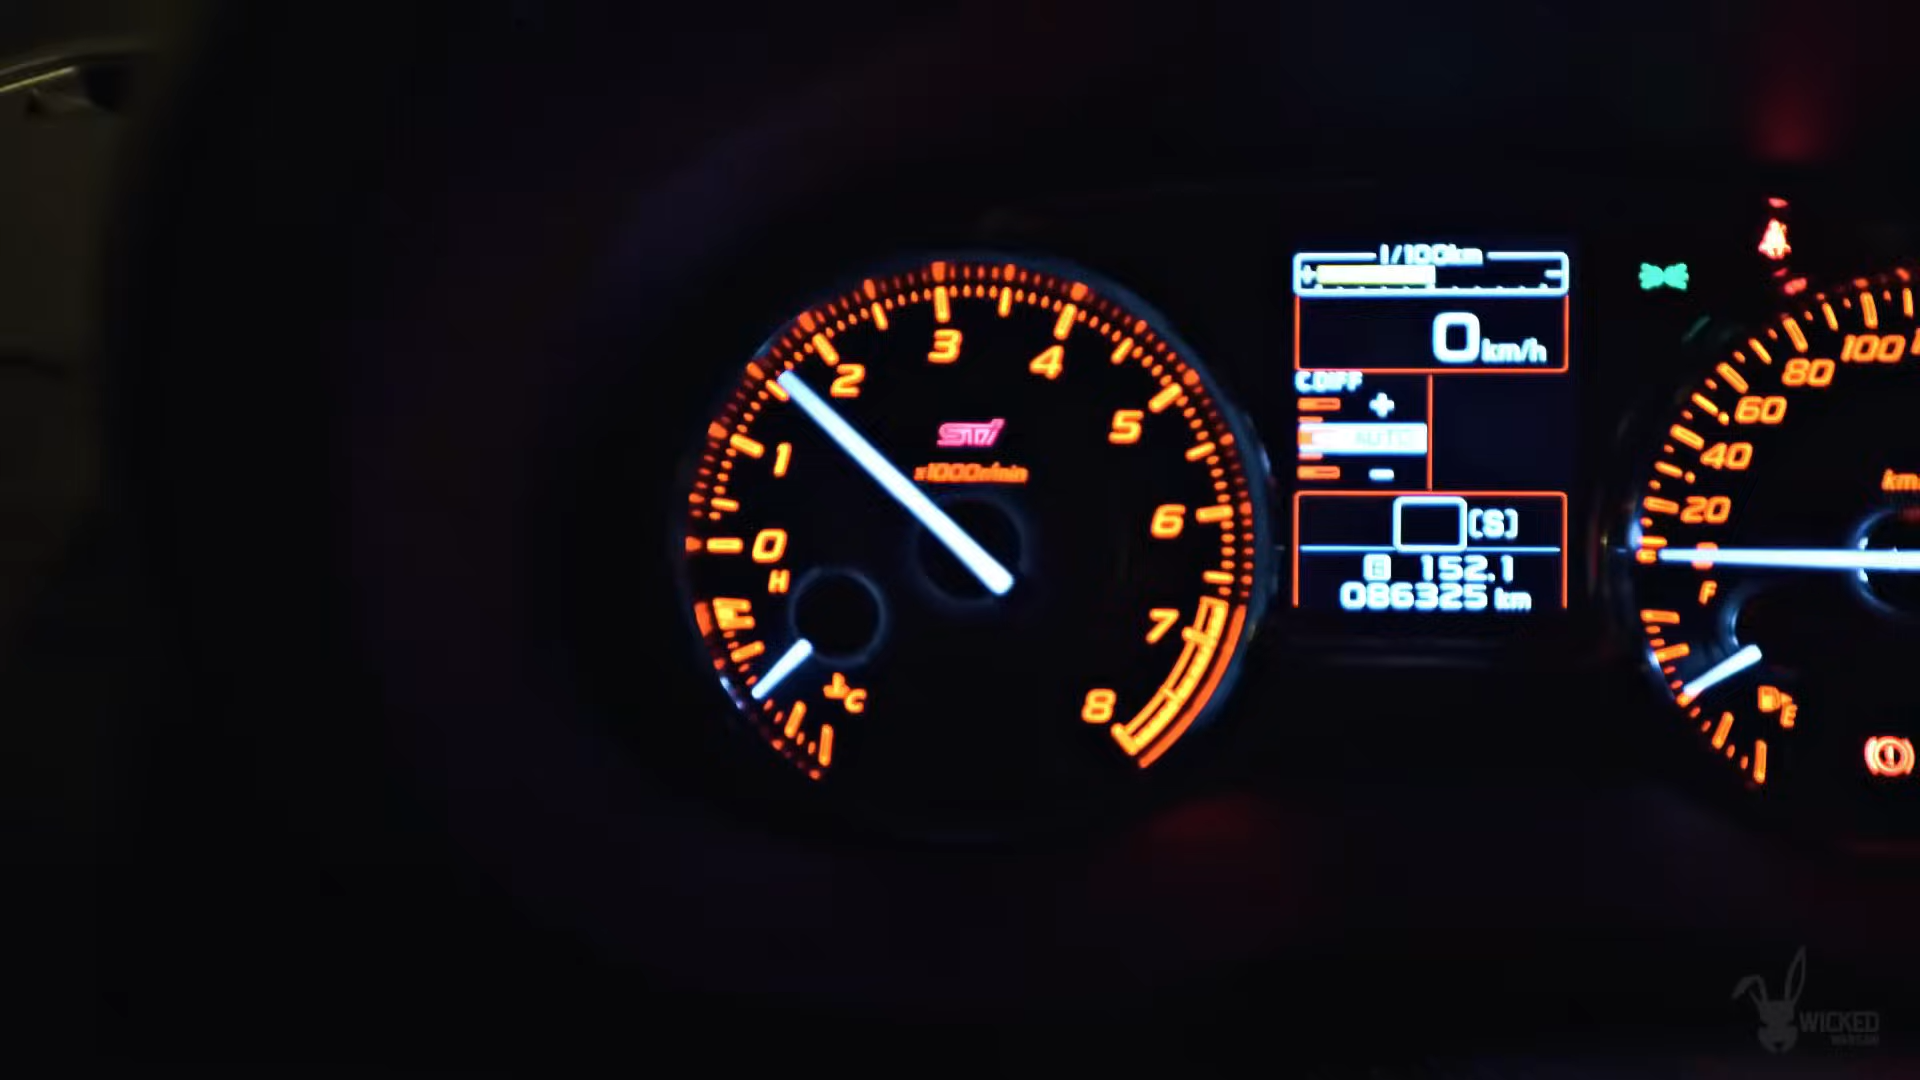 l/100km
0 km/h
C.DIFF
+
AUTO
-
[S]
B 152.1
086325 km
0
1
2
3
4
5
6
7
8
STI
x1000r/min
H
C
20
40
60
80
100
F
E
WICKED